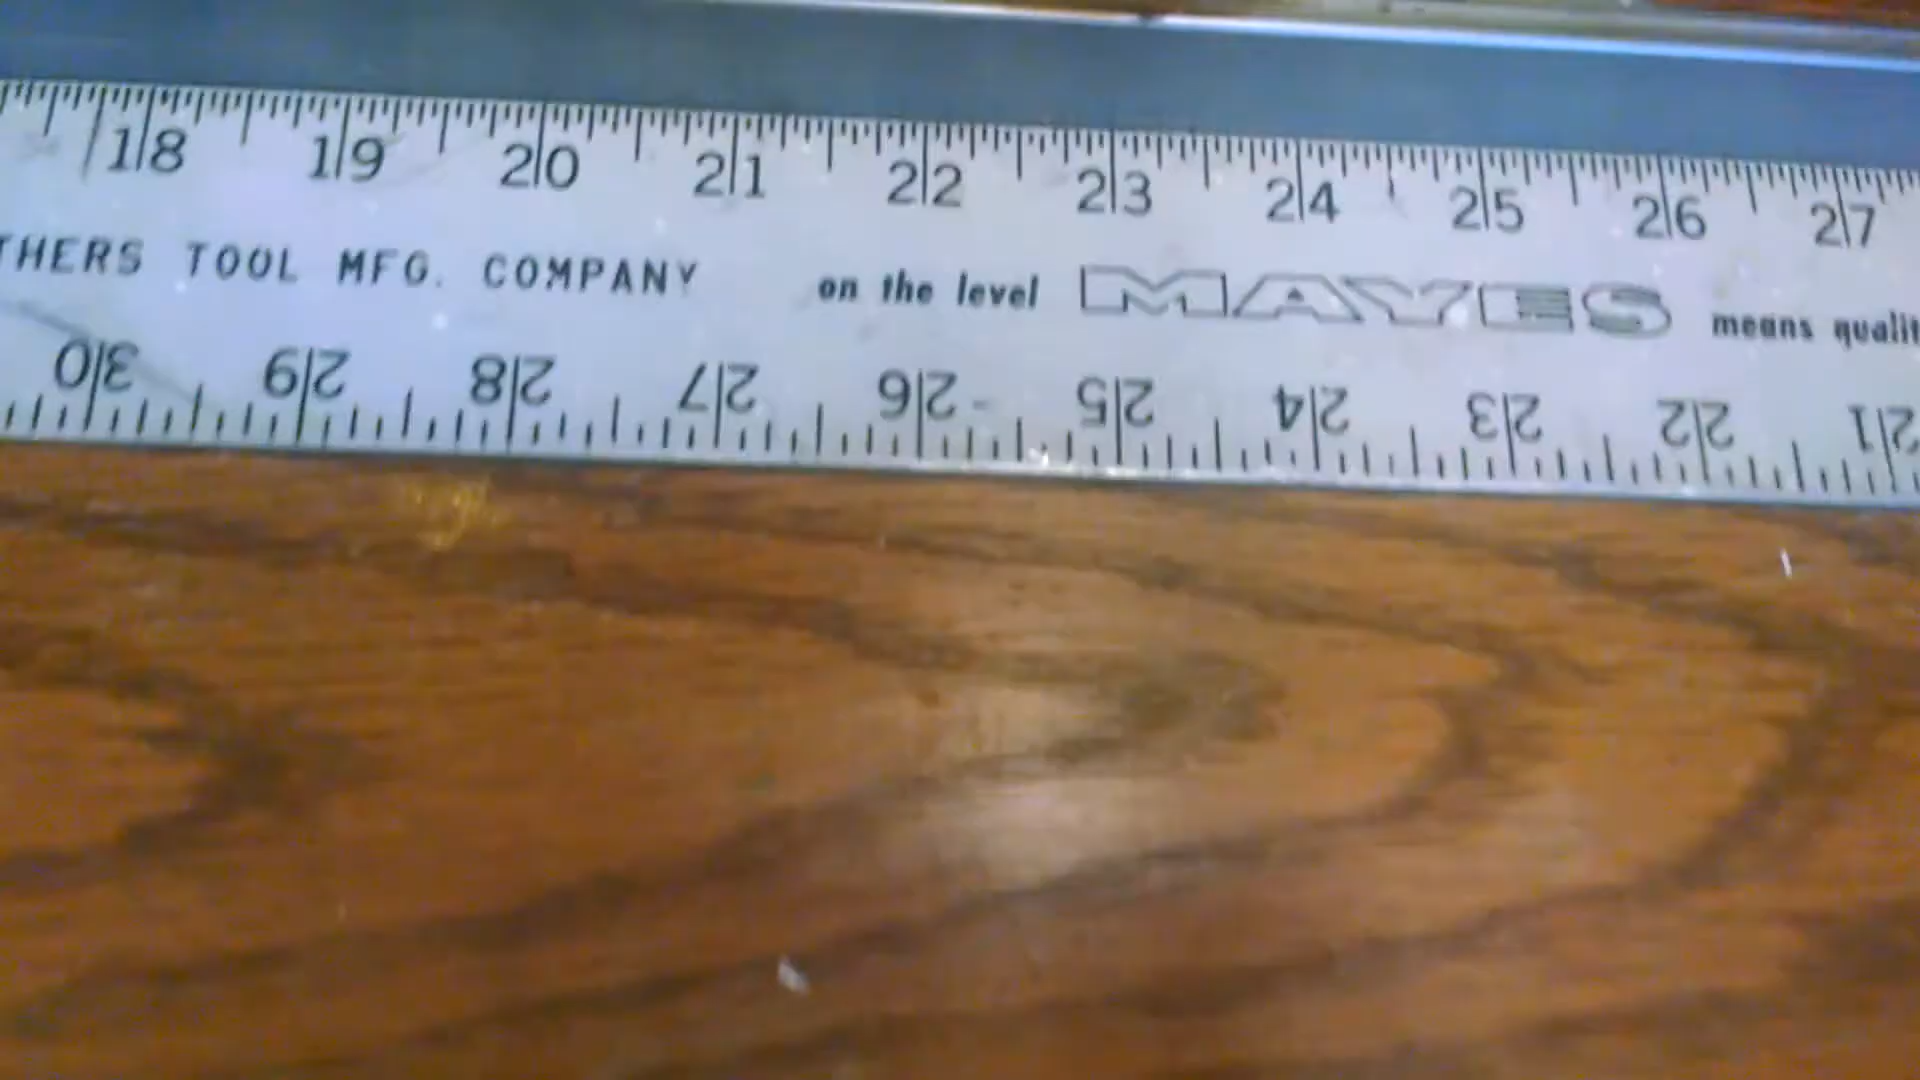 18 19 20 21 22 23 24 25 26 27
THERS TOOL MFG. COMPANY on the level MAYES means qualit
30 29 28 27 26 25 24 23 22 21